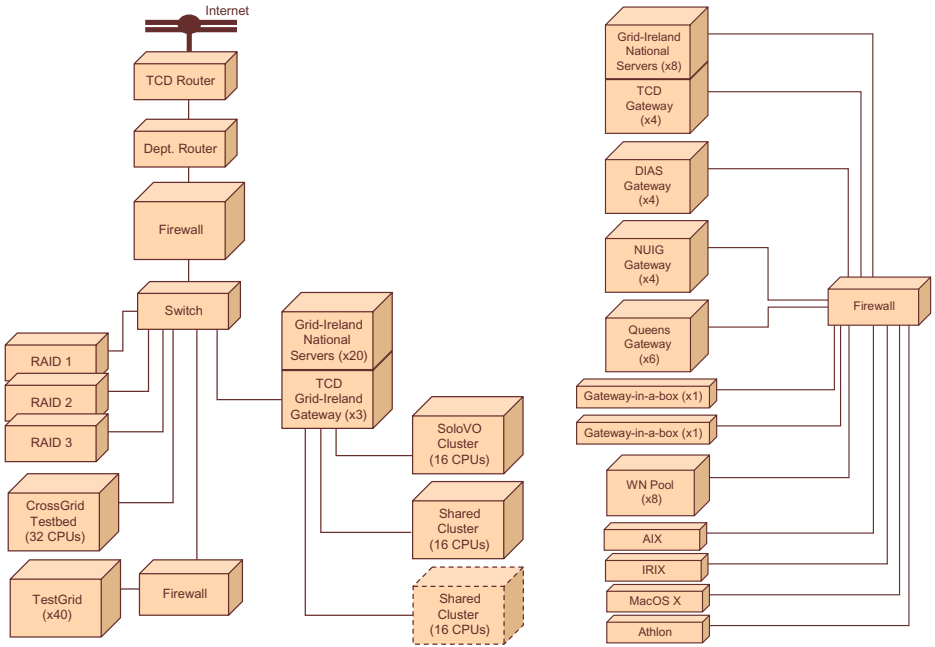 Internet
TCD Router
Dept. Router
Firewall
Switch
RAID 1
RAID 2
RAID 3
CrossGrid
Testbed
(32 CPUs)
TestGrid
(x40)
Firewall
Grid-Ireland
National
Servers (x20)
TCD
Grid-Ireland
Gateway (x3)
SoloVO
Cluster
(16 CPUs)
Shared
Cluster
(16 CPUs)
Shared
Cluster
(16 CPUs)
Grid-Ireland
National
Servers (x8)
TCD
Gateway
(x4)
DIAS
Gateway
(x4)
NUIG
Gateway
(x4)
Queens
Gateway
(x6)
Gateway-in-a-box (x1)
Gateway-in-a-box (x1)
WN Pool
(x8)
AIX
IRIX
MacOS X
Athlon
Firewall